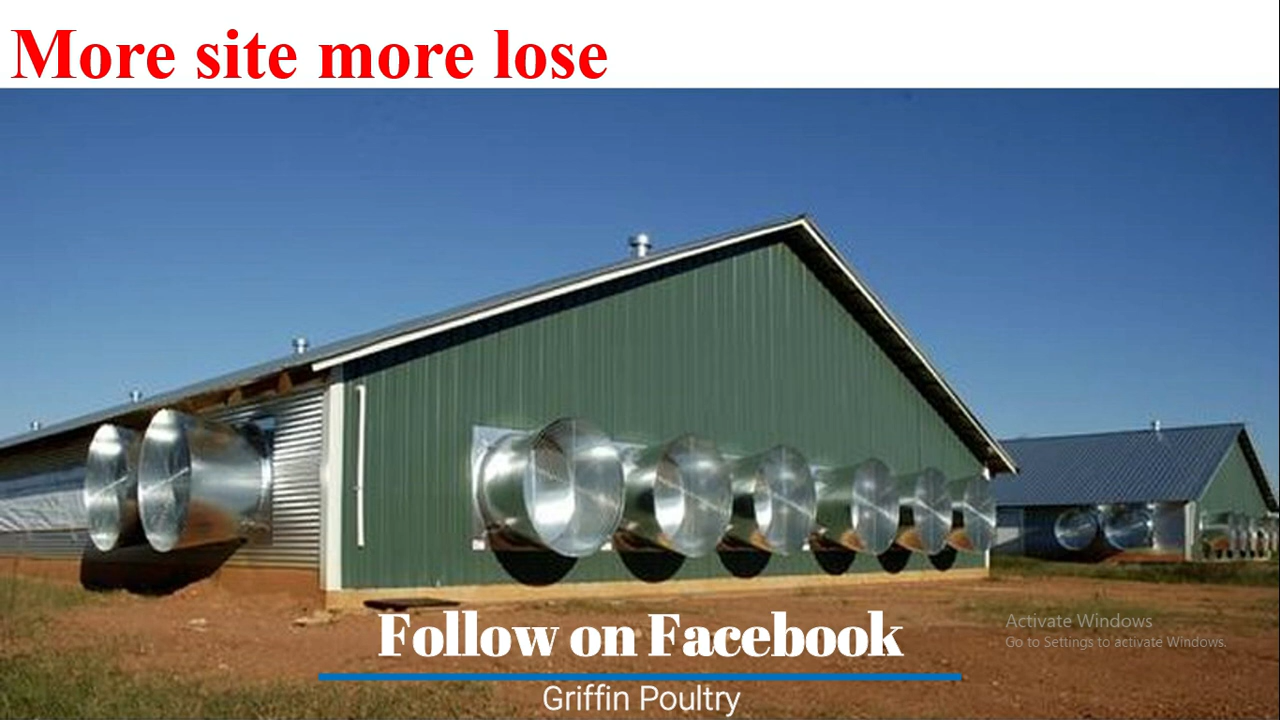 More site more lose
Activate Windows
Go to Settings to activate Windows.
Follow on Facebook
Griffin Poultry